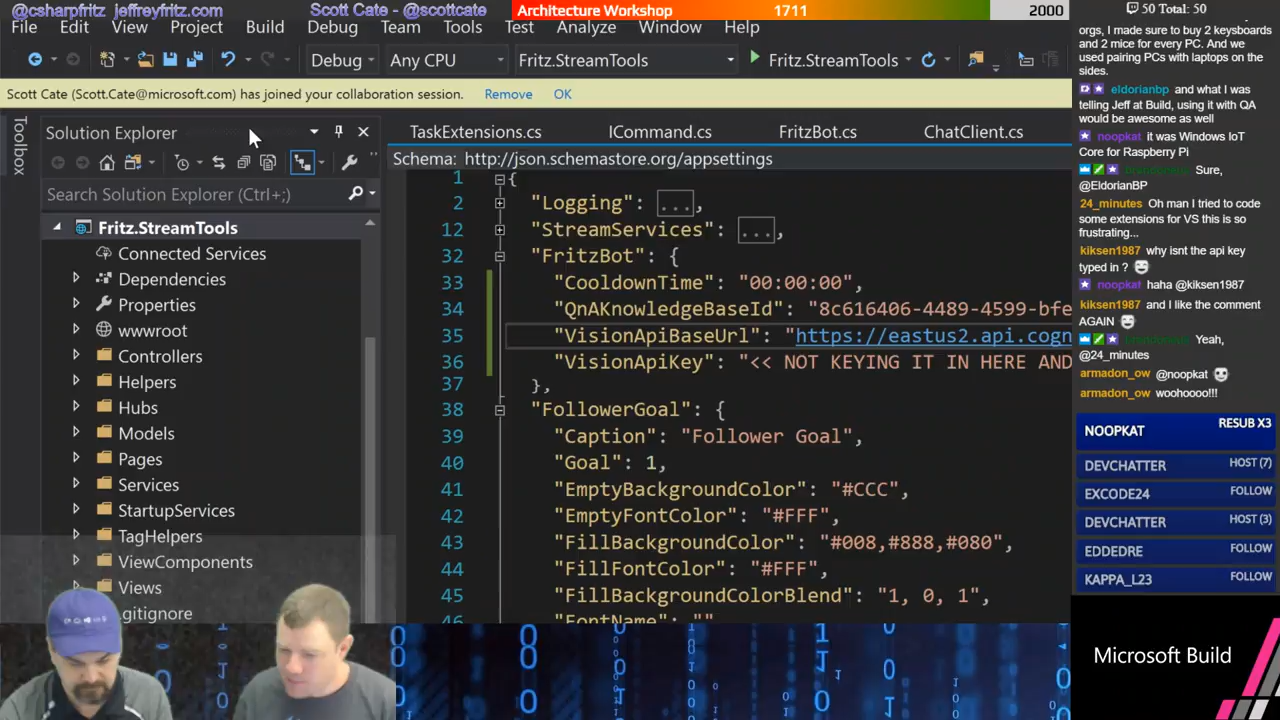 @csharpfritz jeffreyfritz.com
Scott Cate - @scottcate
Architecture Workshop 1711 2000
File Edit View Project Build Debug Team Tools Test Analyze Window Help
Debug Any CPU Fritz.StreamTools Fritz.StreamTools
Scott Cate (Scott.Cate@microsoft.com) has joined your collaboration session. Remove OK
Toolbox
Solution Explorer
Search Solution Explorer (Ctrl+;)
Fritz.StreamTools
Connected Services
Dependencies
Properties
wwwroot
Controllers
Helpers
Hubs
Models
Pages
Services
StartupServices
TagHelpers
ViewComponents
Views
.gitignore
TaskExtensions.cs ICommand.cs FritzBot.cs ChatClient.cs
Schema: http://json.schemastore.org/appsettings
1 {
2 "Logging": ...,
12 "StreamServices": ...,
32 "FritzBot": {
33 "CooldownTime": "00:00:00",
34 "QnAKnowledgeBaseId": "8c616406-4489-4599-bfe
35 "VisionApiBaseUrl": "https://eastus2.api.cogn
36 "VisionApiKey": "<< NOT KEYING IT IN HERE AND
37 },
38 "FollowerGoal": {
39 "Caption": "Follower Goal",
40 "Goal": 1,
41 "EmptyBackgroundColor": "#CCC",
42 "EmptyFontColor": "#FFF",
43 "FillBackgroundColor": "#008,#888,#080",
44 "FillFontColor": "#FFF",
45 "FillBackgroundColorBlend": "1, 0, 1",
46 "FontName": ""
50 Total: 50
orgs, I made sure to buy 2 keysboards
and 2 mice for every PC. And we
used pairing PCs with laptops on the
sides.
eldorianbp and what I was
telling Jeff at Build, using it with QA
would be awesome as well
noopkat it was Windows IoT
Core for Raspberry Pi
Sure,
@EldorianBP
24_minutes Oh man I tried to code
some extensions for VS this is so
frustrating...
kiksen1987 why isnt the api key
typed in ?
noopkat haha @kiksen1987
kiksen1987 and I like the comment
AGAIN
Yeah,
@24_minutes
armadon_ow @noopkat
armadon_ow woohoooo!!!
NOOPKAT RESUB X3
DEVCHATTER HOST (7)
EXCODE24 FOLLOW
DEVCHATTER HOST (3)
EDDEDRE FOLLOW
KAPPA_L23 FOLLOW
Microsoft Build